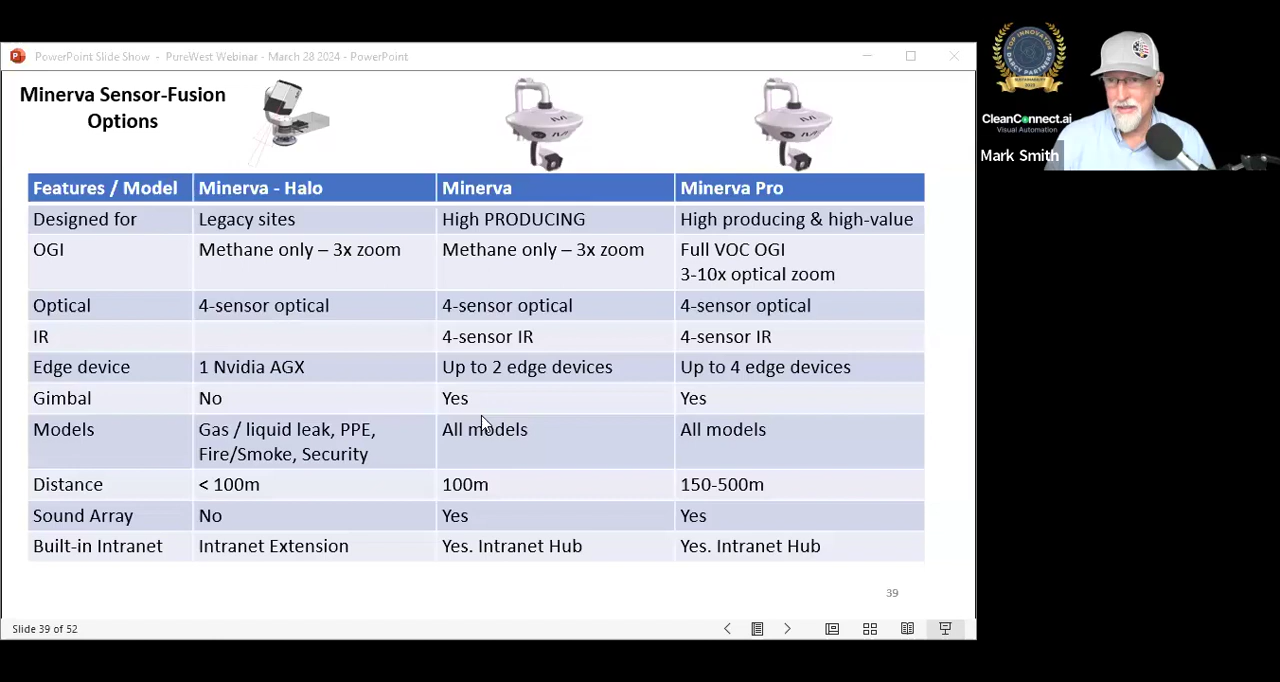 PowerPoint Slide Show - PureWest Webinar - March 28 2024 - PowerPoint
Minerva Sensor-Fusion
Options
Features / Model Minerva - Halo Minerva Minerva Pro
Designed for Legacy sites High PRODUCING High producing & high-value
OGI Methane only – 3x zoom Methane only – 3x zoom Full VOC OGI
3-10x optical zoom
Optical 4-sensor optical 4-sensor optical 4-sensor optical
IR 4-sensor IR 4-sensor IR
Edge device 1 Nvidia AGX Up to 2 edge devices Up to 4 edge devices
Gimbal No Yes Yes
Models Gas / liquid leak, PPE, All models All models
Fire/Smoke, Security
Distance < 100m 100m 150-500m
Sound Array No Yes Yes
Built-in Intranet Intranet Extension Yes. Intranet Hub Yes. Intranet Hub
39
Slide 39 of 52
TOP INNOVATOR
DARCY PARTNERS
SUSTAINABILITY
CleanConnect.ai
Visual Automation
Mark Smith